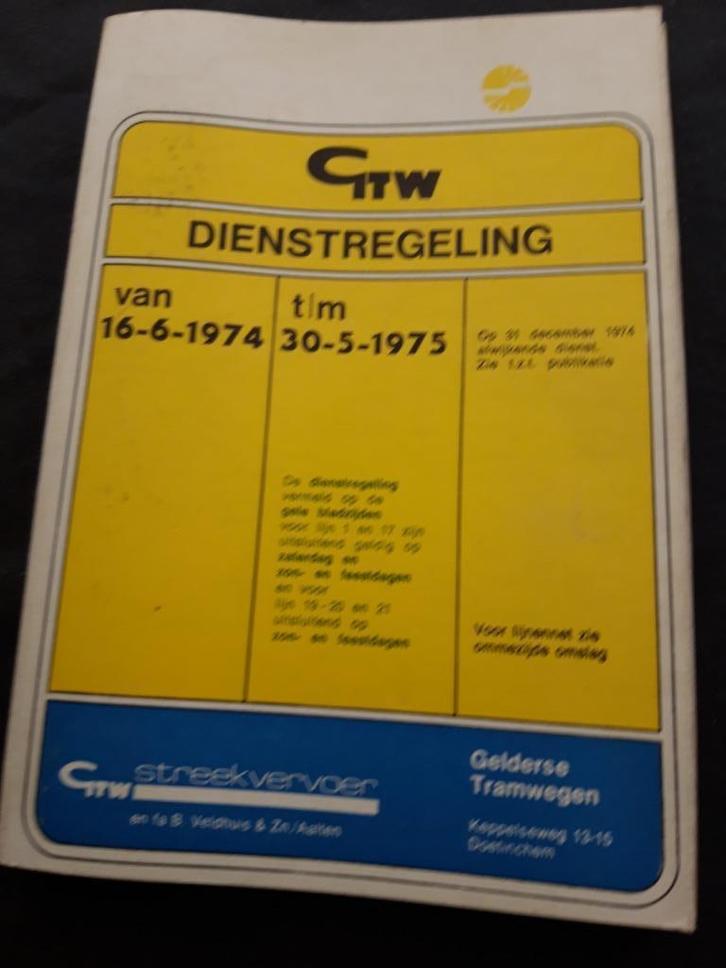 GTW
DIENSTREGELING
van
16-6-1974
t/m
30-5-1975
Op 31 december 1974
afwijkende dienst.
Zie t.z.t. publikatie
De dienstregeling
vermeld op de
gele bladzijden
voor lijn 1 en 17 zijn
uitsluitend geldig op
zaterdag en
zon- en feestdagen
en voor
lijn 19-20 en 21
uitsluitend op
zon- en feestdagen
Voor lijnennet zie
ommezijde omslag
GTW streekvervoer
en fa B. Veldhuis & Zn/Aalten
Gelderse
Tramwegen
Keppelseweg 13-15
Doetinchem